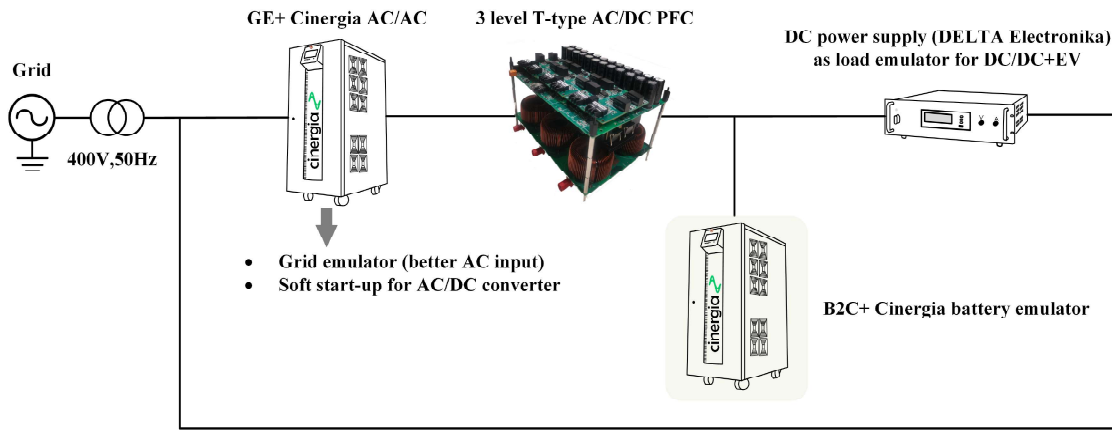 GE+ Cinergia AC/AC
3 level T-type AC/DC PFC
DC power supply (DELTA Electronika)
as load emulator for DC/DC+EV
Grid
400V,50Hz
cinergia
• Grid emulator (better AC input)
• Soft start-up for AC/DC converter
cinergia
B2C+ Cinergia battery emulator